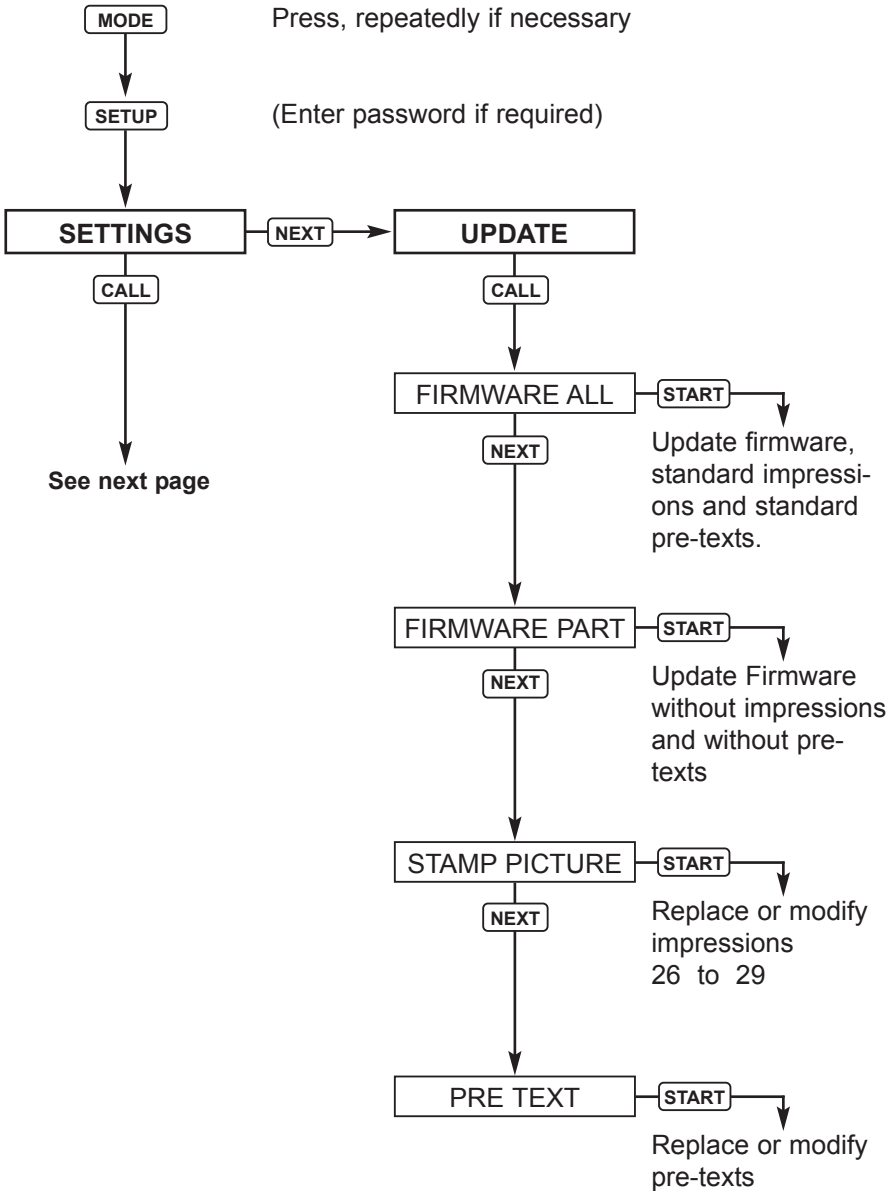 MODE
Press, repeatedly if necessary
SETUP
(Enter password if required)
SETTINGS
NEXT
UPDATE
CALL
CALL
FIRMWARE ALL
START
NEXT
Update firmware,
standard impressi-
ons and standard
pre-texts.
See next page
FIRMWARE PART
START
NEXT
Update Firmware
without impressions
and without pre-
texts
STAMP PICTURE
START
NEXT
Replace or modify
impressions
26 to 29
PRE TEXT
START
Replace or modify
pre-texts